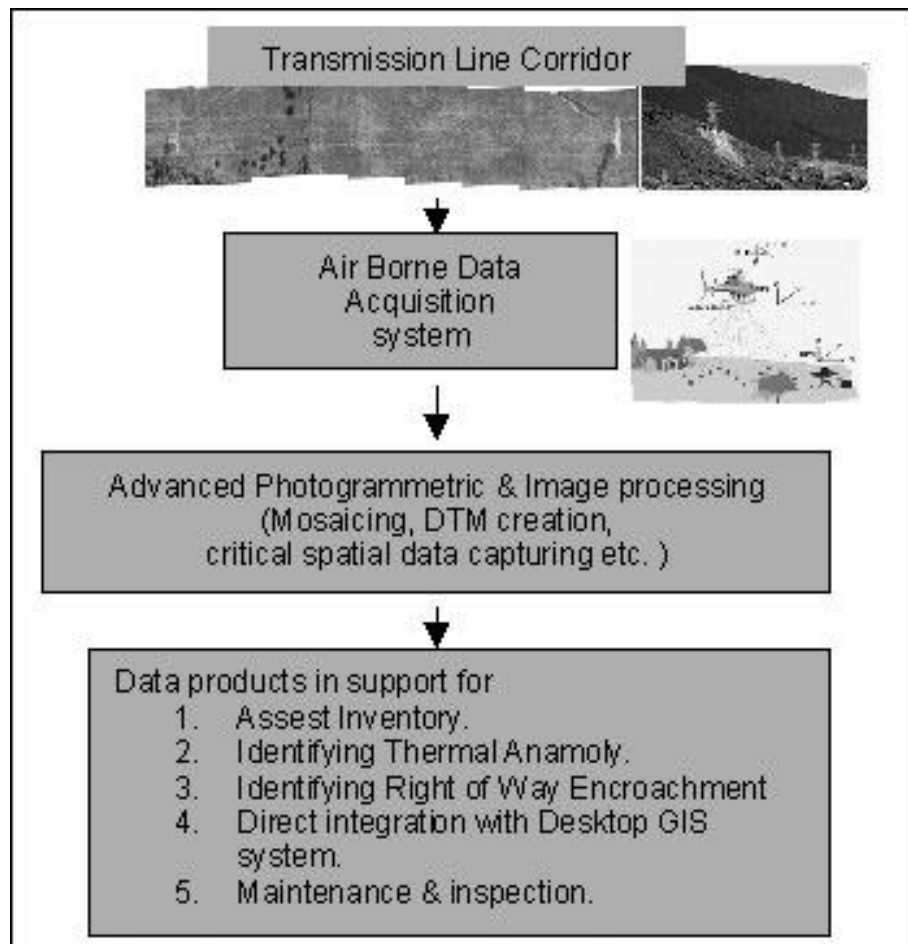 Transmission Line Corridor
Air Borne Data
Acquisition
system
Advanced Photogrammetric & Image processing
(Mosaicing, DTM creation,
critical spatial data capturing etc. )
Data products in support for
1. Assest Inventory.
2. Identifying Thermal Anamoly.
3. Identifying Right of Way Encroachment
4. Direct integration with Desktop GIS
system.
5. Maintenance & inspection.